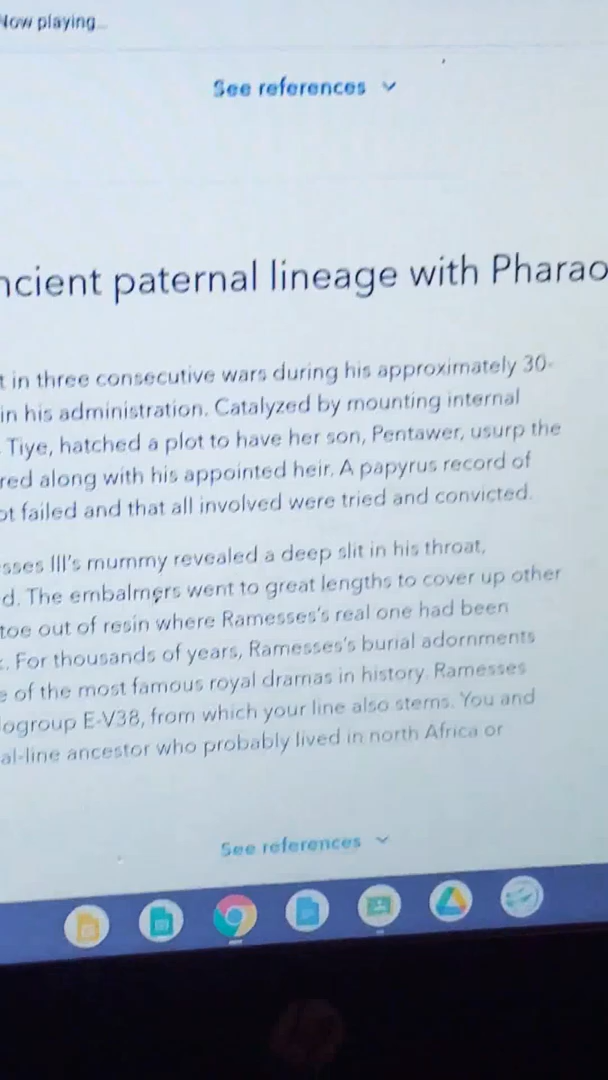 Now playing...
See references
ncient paternal lineage with Pharao
t in three consecutive wars during his approximately 30-
in his administration. Catalyzed by mounting internal
Tiye, hatched a plot to have her son, Pentawer, usurp the
red along with his appointed heir. A papyrus record of
ot failed and that all involved were tried and convicted.
sses III's mummy revealed a deep slit in his throat,
d. The embalmers went to great lengths to cover up other
toe out of resin where Ramesses's real one had been
. For thousands of years, Ramesses's burial adornments
e of the most famous royal dramas in history. Ramesses
logroup E-V38, from which your line also stems. You and
al-line ancestor who probably lived in north Africa or
See references